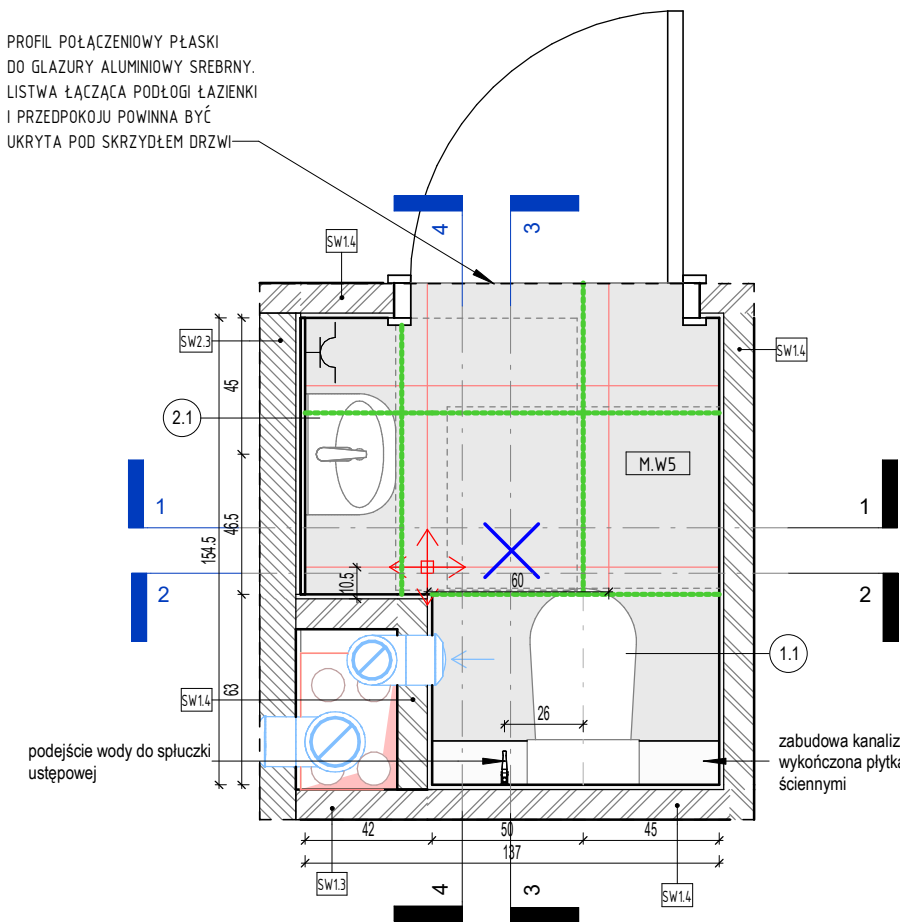 PROFIL POŁĄCZENIOWY PŁASKI
DO GLAZURY ALUMINIOWY SREBRNY.
LISTWA ŁĄCZĄCA PODŁOGI ŁAZIENKI
I PRZEDPOKOJU POWINNA BYĆ
UKRYTA POD SKRZYDŁEM DRZWI
4
3
SW1.4
SW2.3
SW1.4
45
2.1
M.W5
1
1
46.5
154.5
10.5
60
2
2
1.1
SW1.4
63
26
podejście wody do spłuczki
ustępowej
zabudowa kanaliz
wykończona płytka
ściennymi
42
50
45
137
SW1.3
4
3
SW1.4